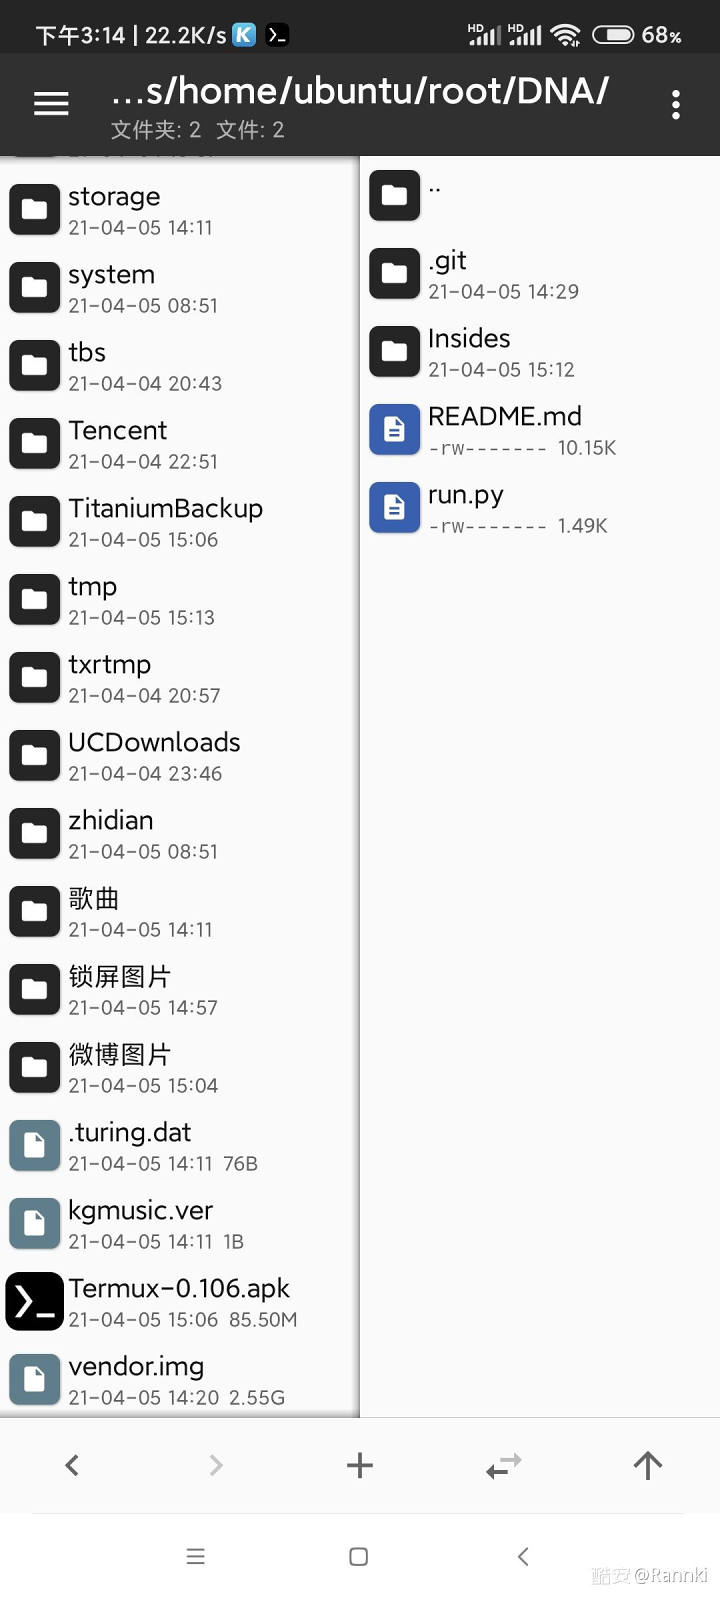 下午3:14 | 22.2K/s K >_ HD HD 68%
…s/home/ubuntu/root/DNA/
文件夹: 2 文件: 2
storage
21-04-05 14:11
system
21-04-05 08:51
tbs
21-04-04 20:43
Tencent
21-04-04 22:51
TitaniumBackup
21-04-05 15:06
tmp
21-04-05 15:13
txrtmp
21-04-04 20:57
UCDownloads
21-04-04 23:46
zhidian
21-04-05 08:51
歌曲
21-04-05 14:11
锁屏图片
21-04-05 14:57
微博图片
21-04-05 15:04
.turing.dat
21-04-05 14:11 76B
kgmusic.ver
21-04-05 14:11 1B
Termux-0.106.apk
21-04-05 15:06 85.50M
vendor.img
21-04-05 14:20 2.55G
..
.git
21-04-05 14:29
Insides
21-04-05 15:12
README.md
-rw------- 10.15K
run.py
-rw------- 1.49K
酷安@Rannki